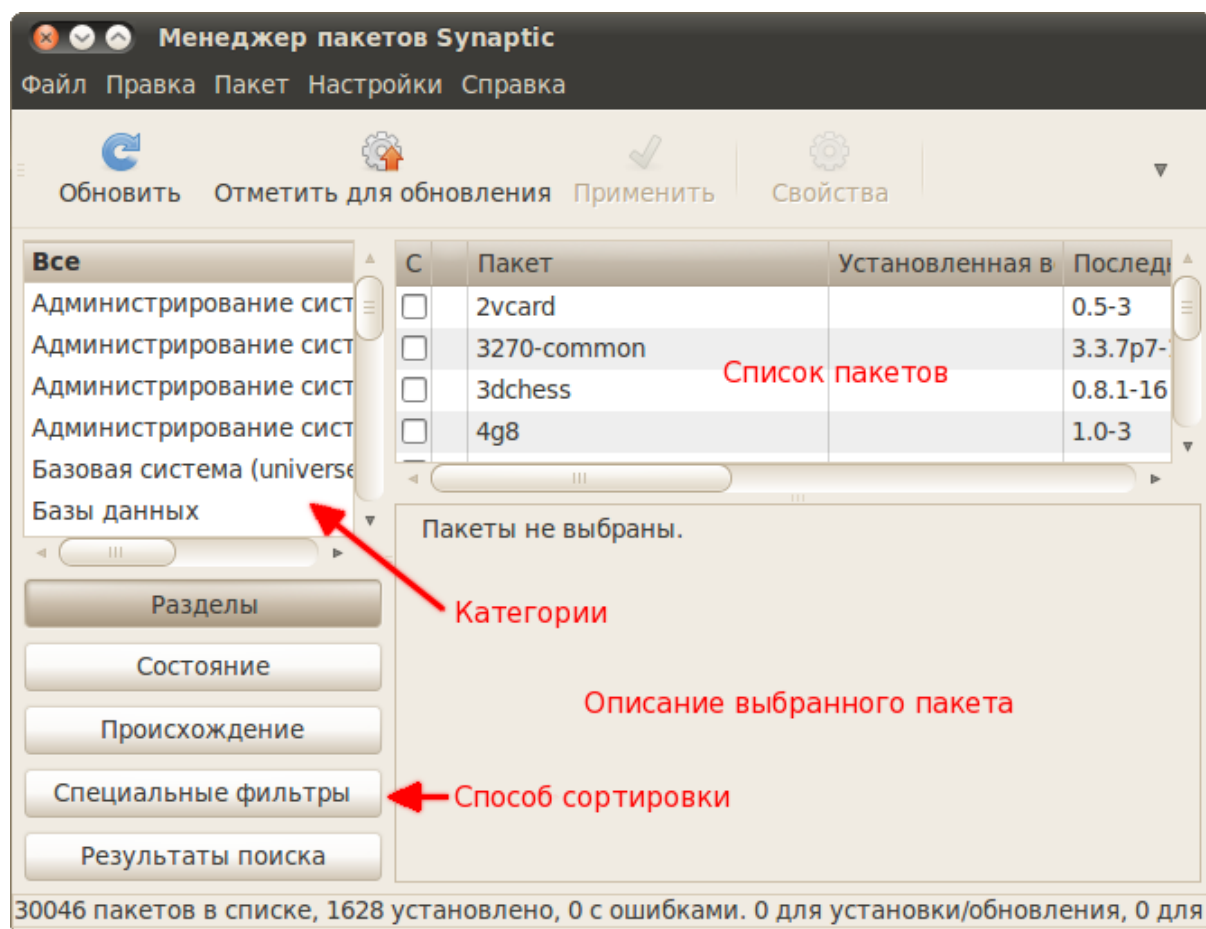 Менеджер пакетов Synaptic
Файл Правка Пакет Настройки Справка
Обновить Отметить для обновления Применить Свойства
Все
Администрирование сист
Администрирование сист
Администрирование сист
Администрирование сист
Базовая система (universe
Базы данных
С Пакет Установленная в Последн
2vcard 0.5-3
3270-common 3.3.7p7-
3dchess 0.8.1-16
4g8 1.0-3
Список пакетов
Пакеты не выбраны.
Разделы
Категории
Состояние
Описание выбранного пакета
Происхождение
Специальные фильтры
Способ сортировки
Результаты поиска
30046 пакетов в списке, 1628 установлено, 0 с ошибками. 0 для установки/обновления, 0 для